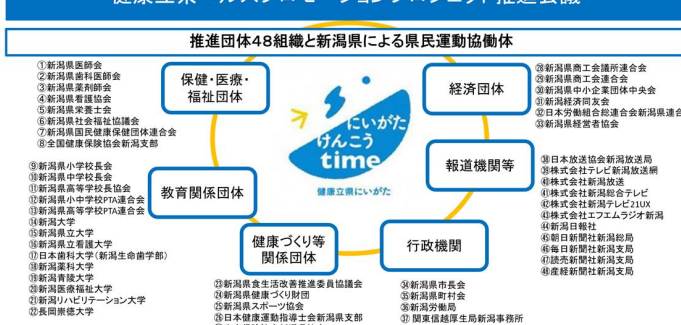 推進団体48組織と新潟県による県民運動協働体
保健・医療・
福祉団体
①新潟県医師会
②新潟県歯科医師会
③新潟県薬剤師会
④新潟県看護協会
⑤新潟県栄養士会
⑥新潟県社会福祉協議会
⑦新潟県国民健康保健団体連合会
⑧全国健康保険協会新潟支部
教育関係団体
⑨新潟県小学校長会
⑩新潟県中学校長会
⑪新潟県高等学校長協会
⑫新潟県小中学校PTA連合会
⑬新潟県高等学校PTA連合会
⑭新潟大学
⑮新潟県立大学
⑯新潟県立看護大学
⑰日本歯科大学(新潟生命歯学部)
⑱新潟薬科大学
⑲新潟青陵大学
⑳新潟医療福祉大学
㉑新潟リハビリテーション大学
㉒長岡崇徳大学
にいがた
けんこう
time
健康立県にいがた
健康づくり等
関係団体
㉓新潟県食生活改善推進委員協議会
㉔新潟県健康づくり財団
㉕新潟県スポーツ協会
㉖日本健康運動指導士会新潟県支部
経済団体
㉘新潟県商工会議所連合会
㉙新潟県商工会連合会
㉚新潟県中小企業団体中央会
㉛新潟経済同友会
㉜日本労働組合総連合会新潟県連合
㉝新潟県経営者協会
報道機関等
㊳日本放送協会新潟放送局
㊴株式会社テレビ新潟放送網
㊵株式会社新潟放送
㊶株式会社新潟総合テレビ
㊷株式会社新潟テレビ21UX
㊸株式会社エフエムラジオ新潟
㊹新潟日報社
㊺朝日新聞社新潟総局
㊻毎日新聞社新潟支局
㊼読売新聞社新潟支局
㊽産経新聞社新潟支局
行政機関
㉞新潟県市長会
㉟新潟県町村会
㊱新潟労働局
㊲関東信越厚生局新潟事務所